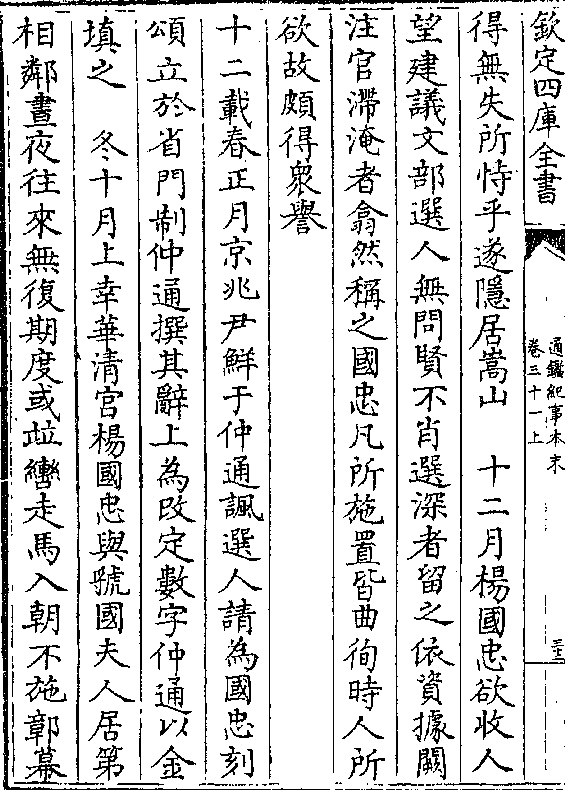 欽定四庫全書
通鑑紀事本末
卷三十一上
三十三
得無失所恃乎遂隱居嵩山　十二月楊國忠欲收人
望建議文部選人無問賢不肖選深者留之依資據闕
注官滯淹者翕然稱之國忠凡所施置皆曲徇時人所
欲故頗得衆譽
十二載春正月京兆尹鮮于仲通諷選人請為國忠刻
頌立於省門制仲通撰其辭上為改定數字仲通以金
填之　冬十月上幸華清宮楊國忠與虢國夫人居第
相鄰晝夜往來無復期度或竝轡走馬入朝不施鄣幕